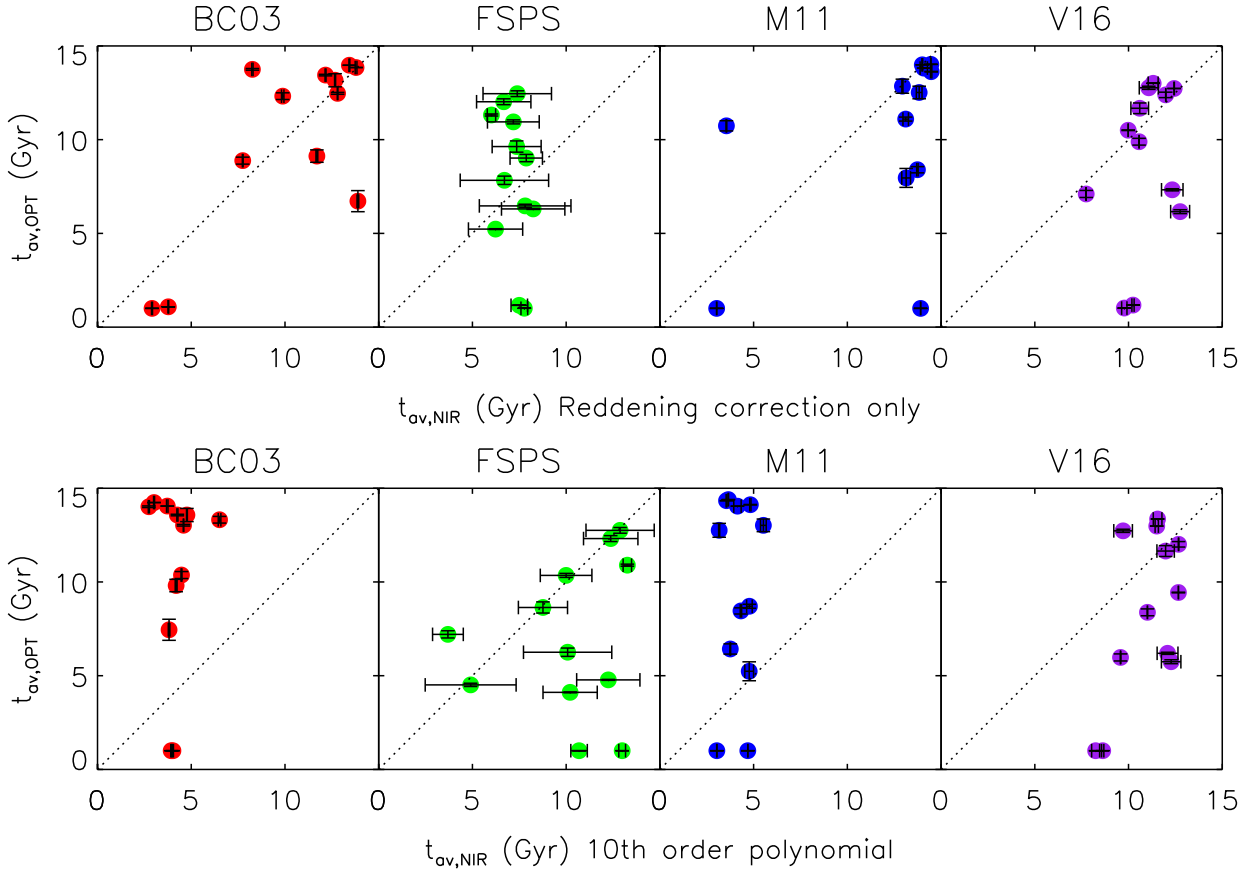 BC03 FSPS M11 V16
15
10
5
0
t_av,OPT (Gyr)
0 5 10 0 5 10 0 5 10 0 5 10 15
t_av,NIR (Gyr) Reddening correction only
BC03 FSPS M11 V16
15
10
5
0
t_av,OPT (Gyr)
0 5 10 0 5 10 0 5 10 0 5 10 15
t_av,NIR (Gyr) 10th order polynomial